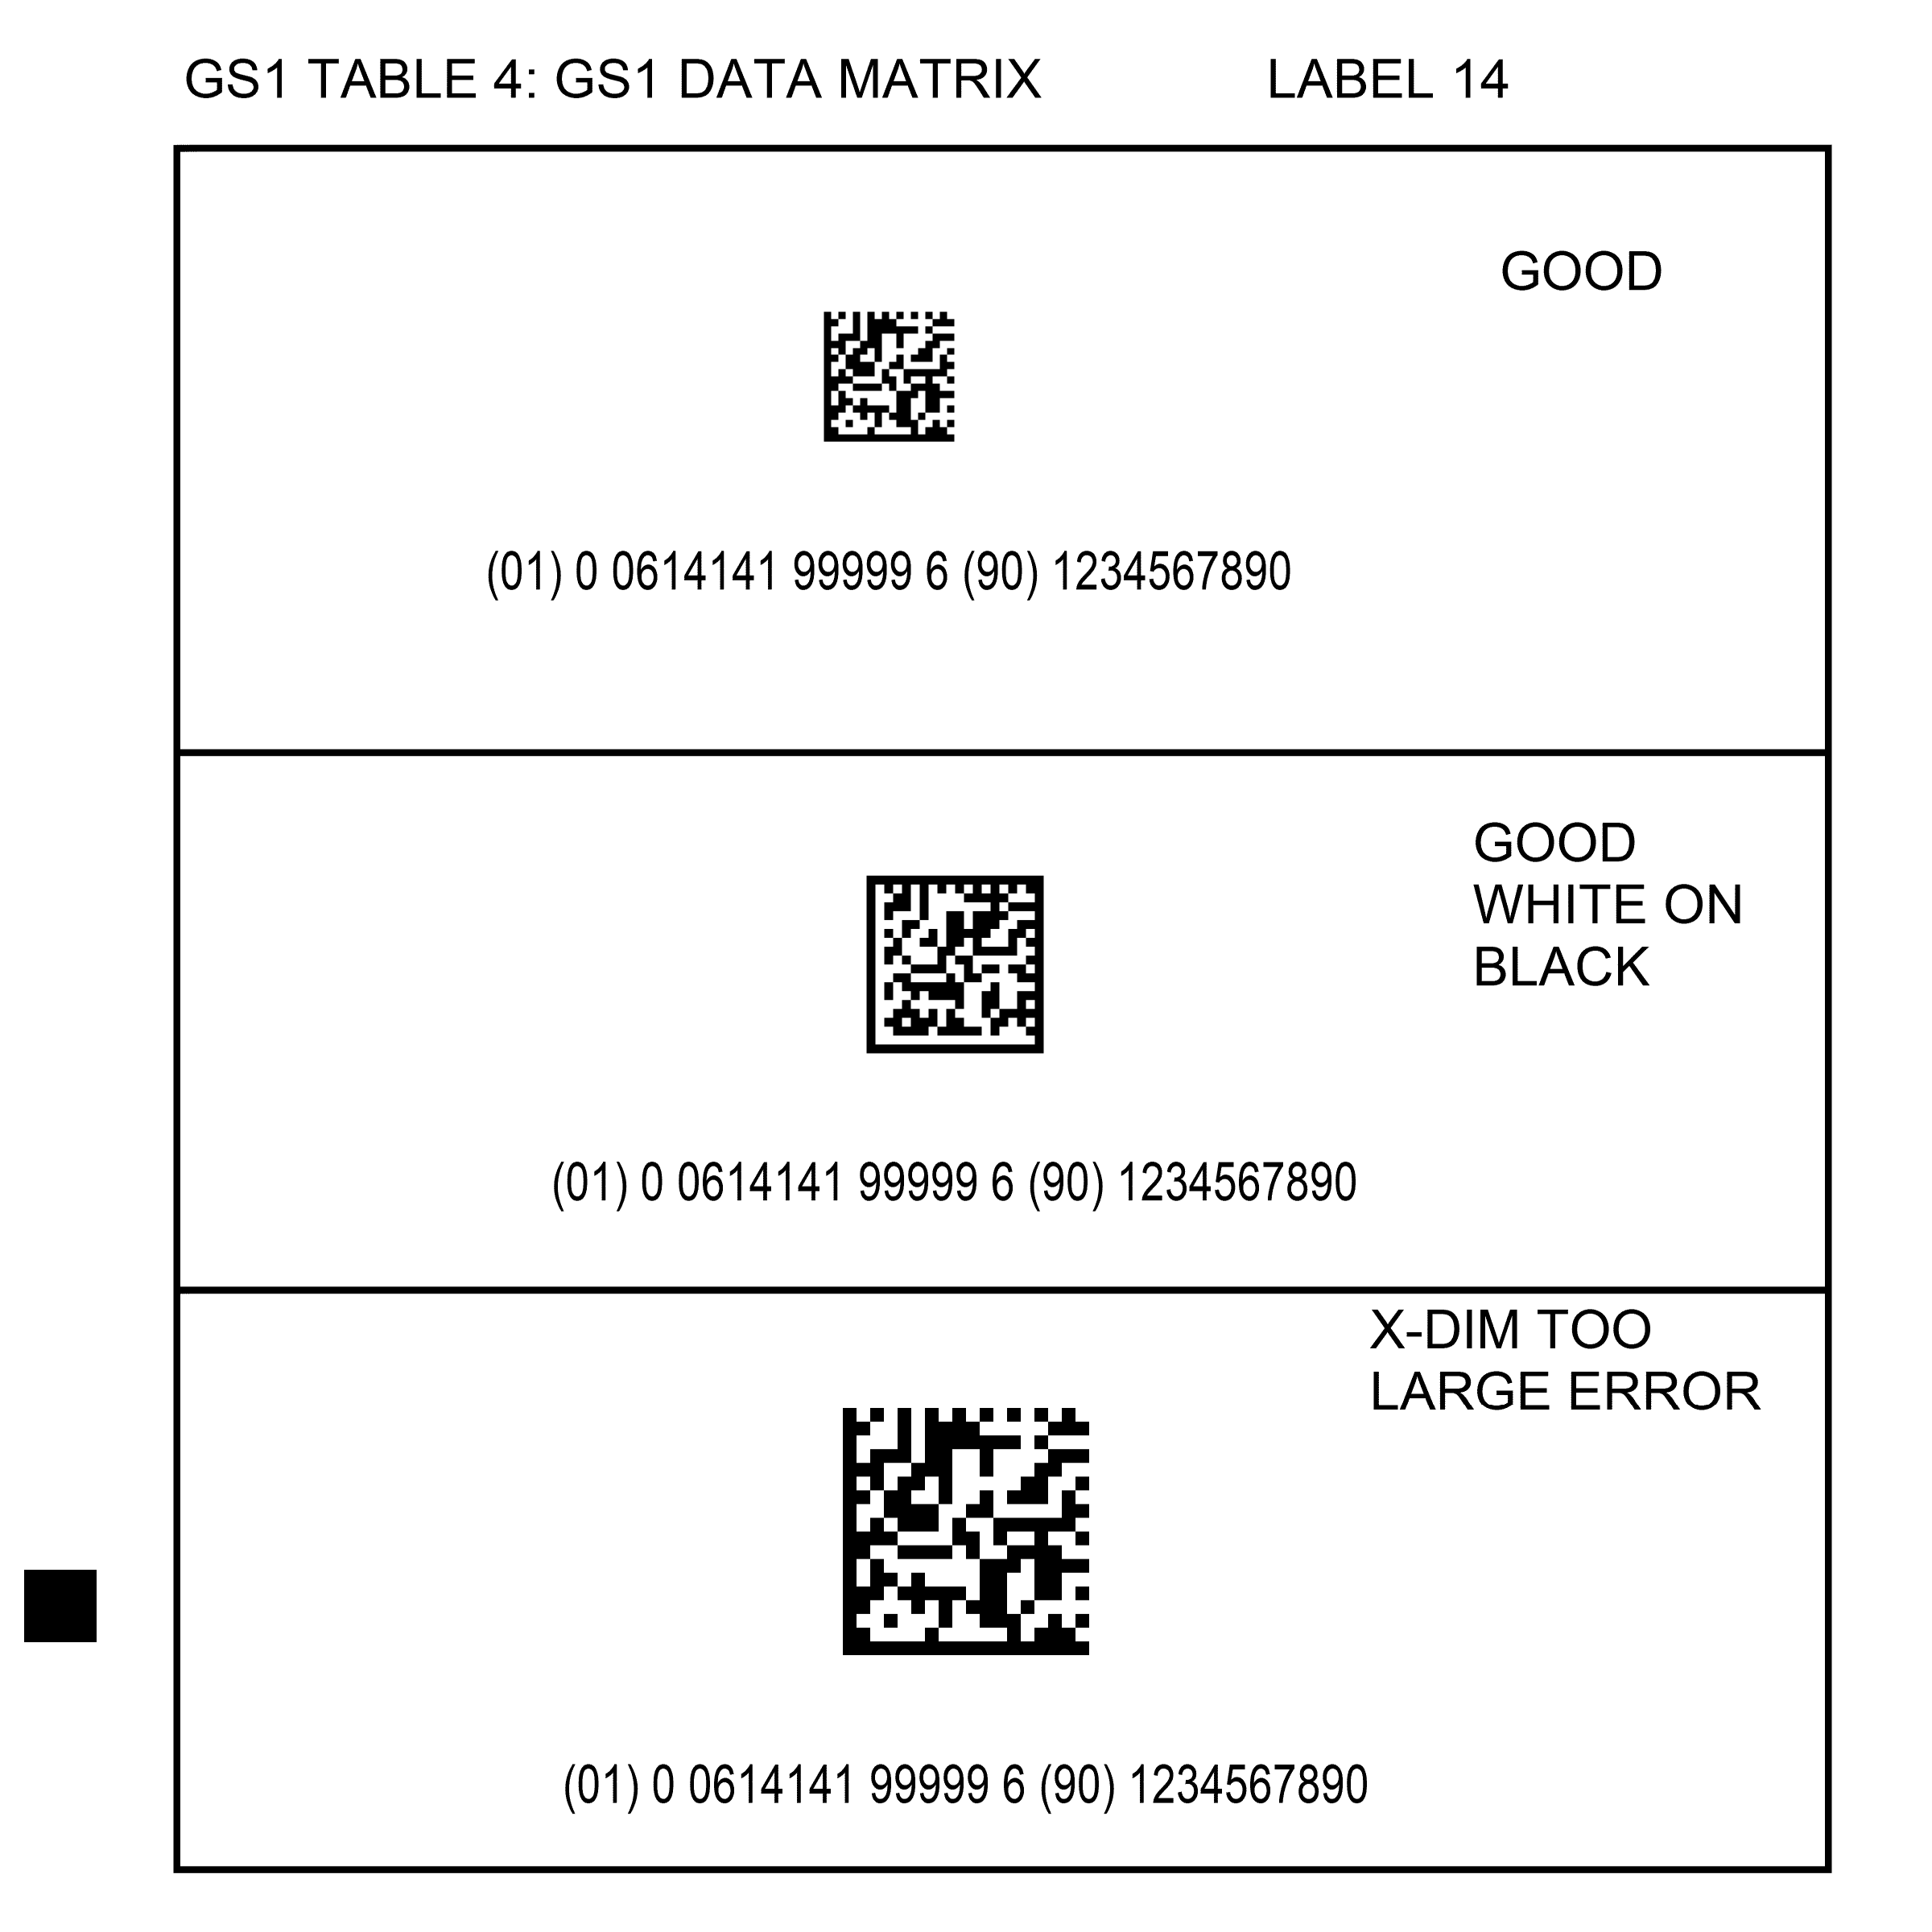 GS1 TABLE 4: GS1 DATA MATRIX LABEL 14
GOOD
(01) 0 0614141 99999 6 (90) 1234567890
GOOD
WHITE ON
BLACK
(01) 0 0614141 99999 6 (90) 1234567890
X-DIM TOO
LARGE ERROR
(01) 0 0614141 99999 6 (90) 1234567890